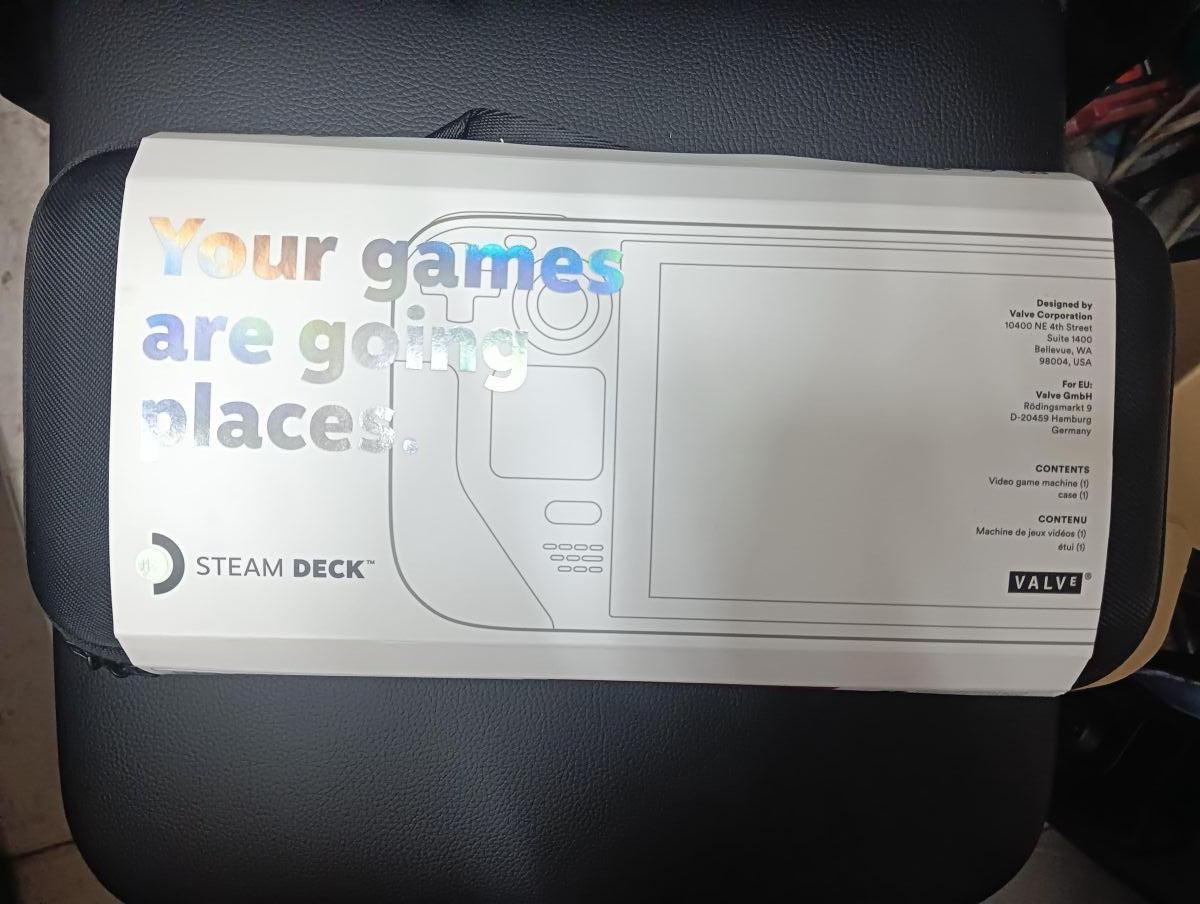 Your games
are going
places.
STEAM DECK™
Designed by
Valve Corporation
10400 NE 4th Street
Suite 1400
Bellevue, WA
98004, USA
For EU:
Valve GmbH
Rödingsmarkt 9
D-20459 Hamburg
Germany
CONTENTS
Video game machine (1)
case (1)
CONTENU
Machine de jeux vidéos (1)
étui (1)
VALVE®